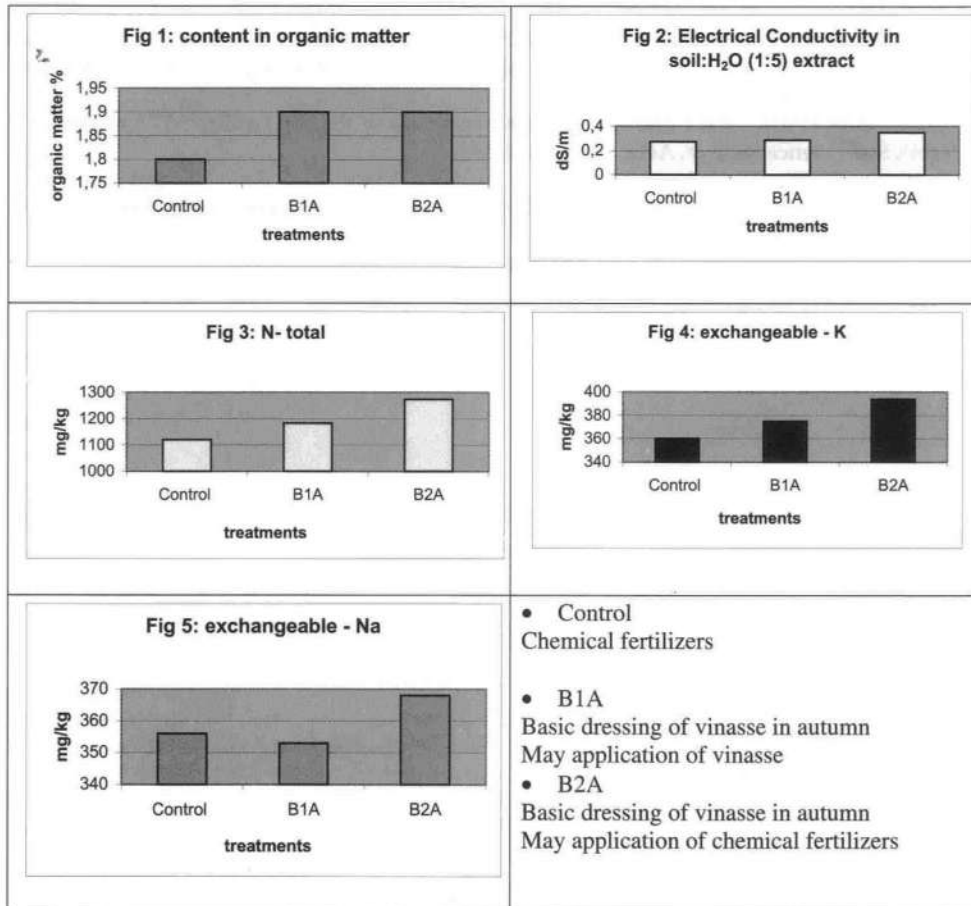 Fig 1: content in organic matter
organic matter %
1,95
1,9
1,85
1,8
1,75
Control B1A B2A
treatments
Fig 2: Electrical Conductivity in
soil:H₂O (1:5) extract
dS/m
0,4
0,2
0
Control B1A B2A
treatments
Fig 3: N- total
mg/kg
1300
1200
1100
1000
Control B1A B2A
treatments
Fig 4: exchangeable - K
mg/kg
400
380
360
340
Control B1A B2A
treatments
Fig 5: exchangeable - Na
mg/kg
370
360
350
340
Control B1A B2A
treatments
• Control
Chemical fertilizers
• B1A
Basic dressing of vinasse in autumn
May application of vinasse
• B2A
Basic dressing of vinasse in autumn
May application of chemical fertilizers